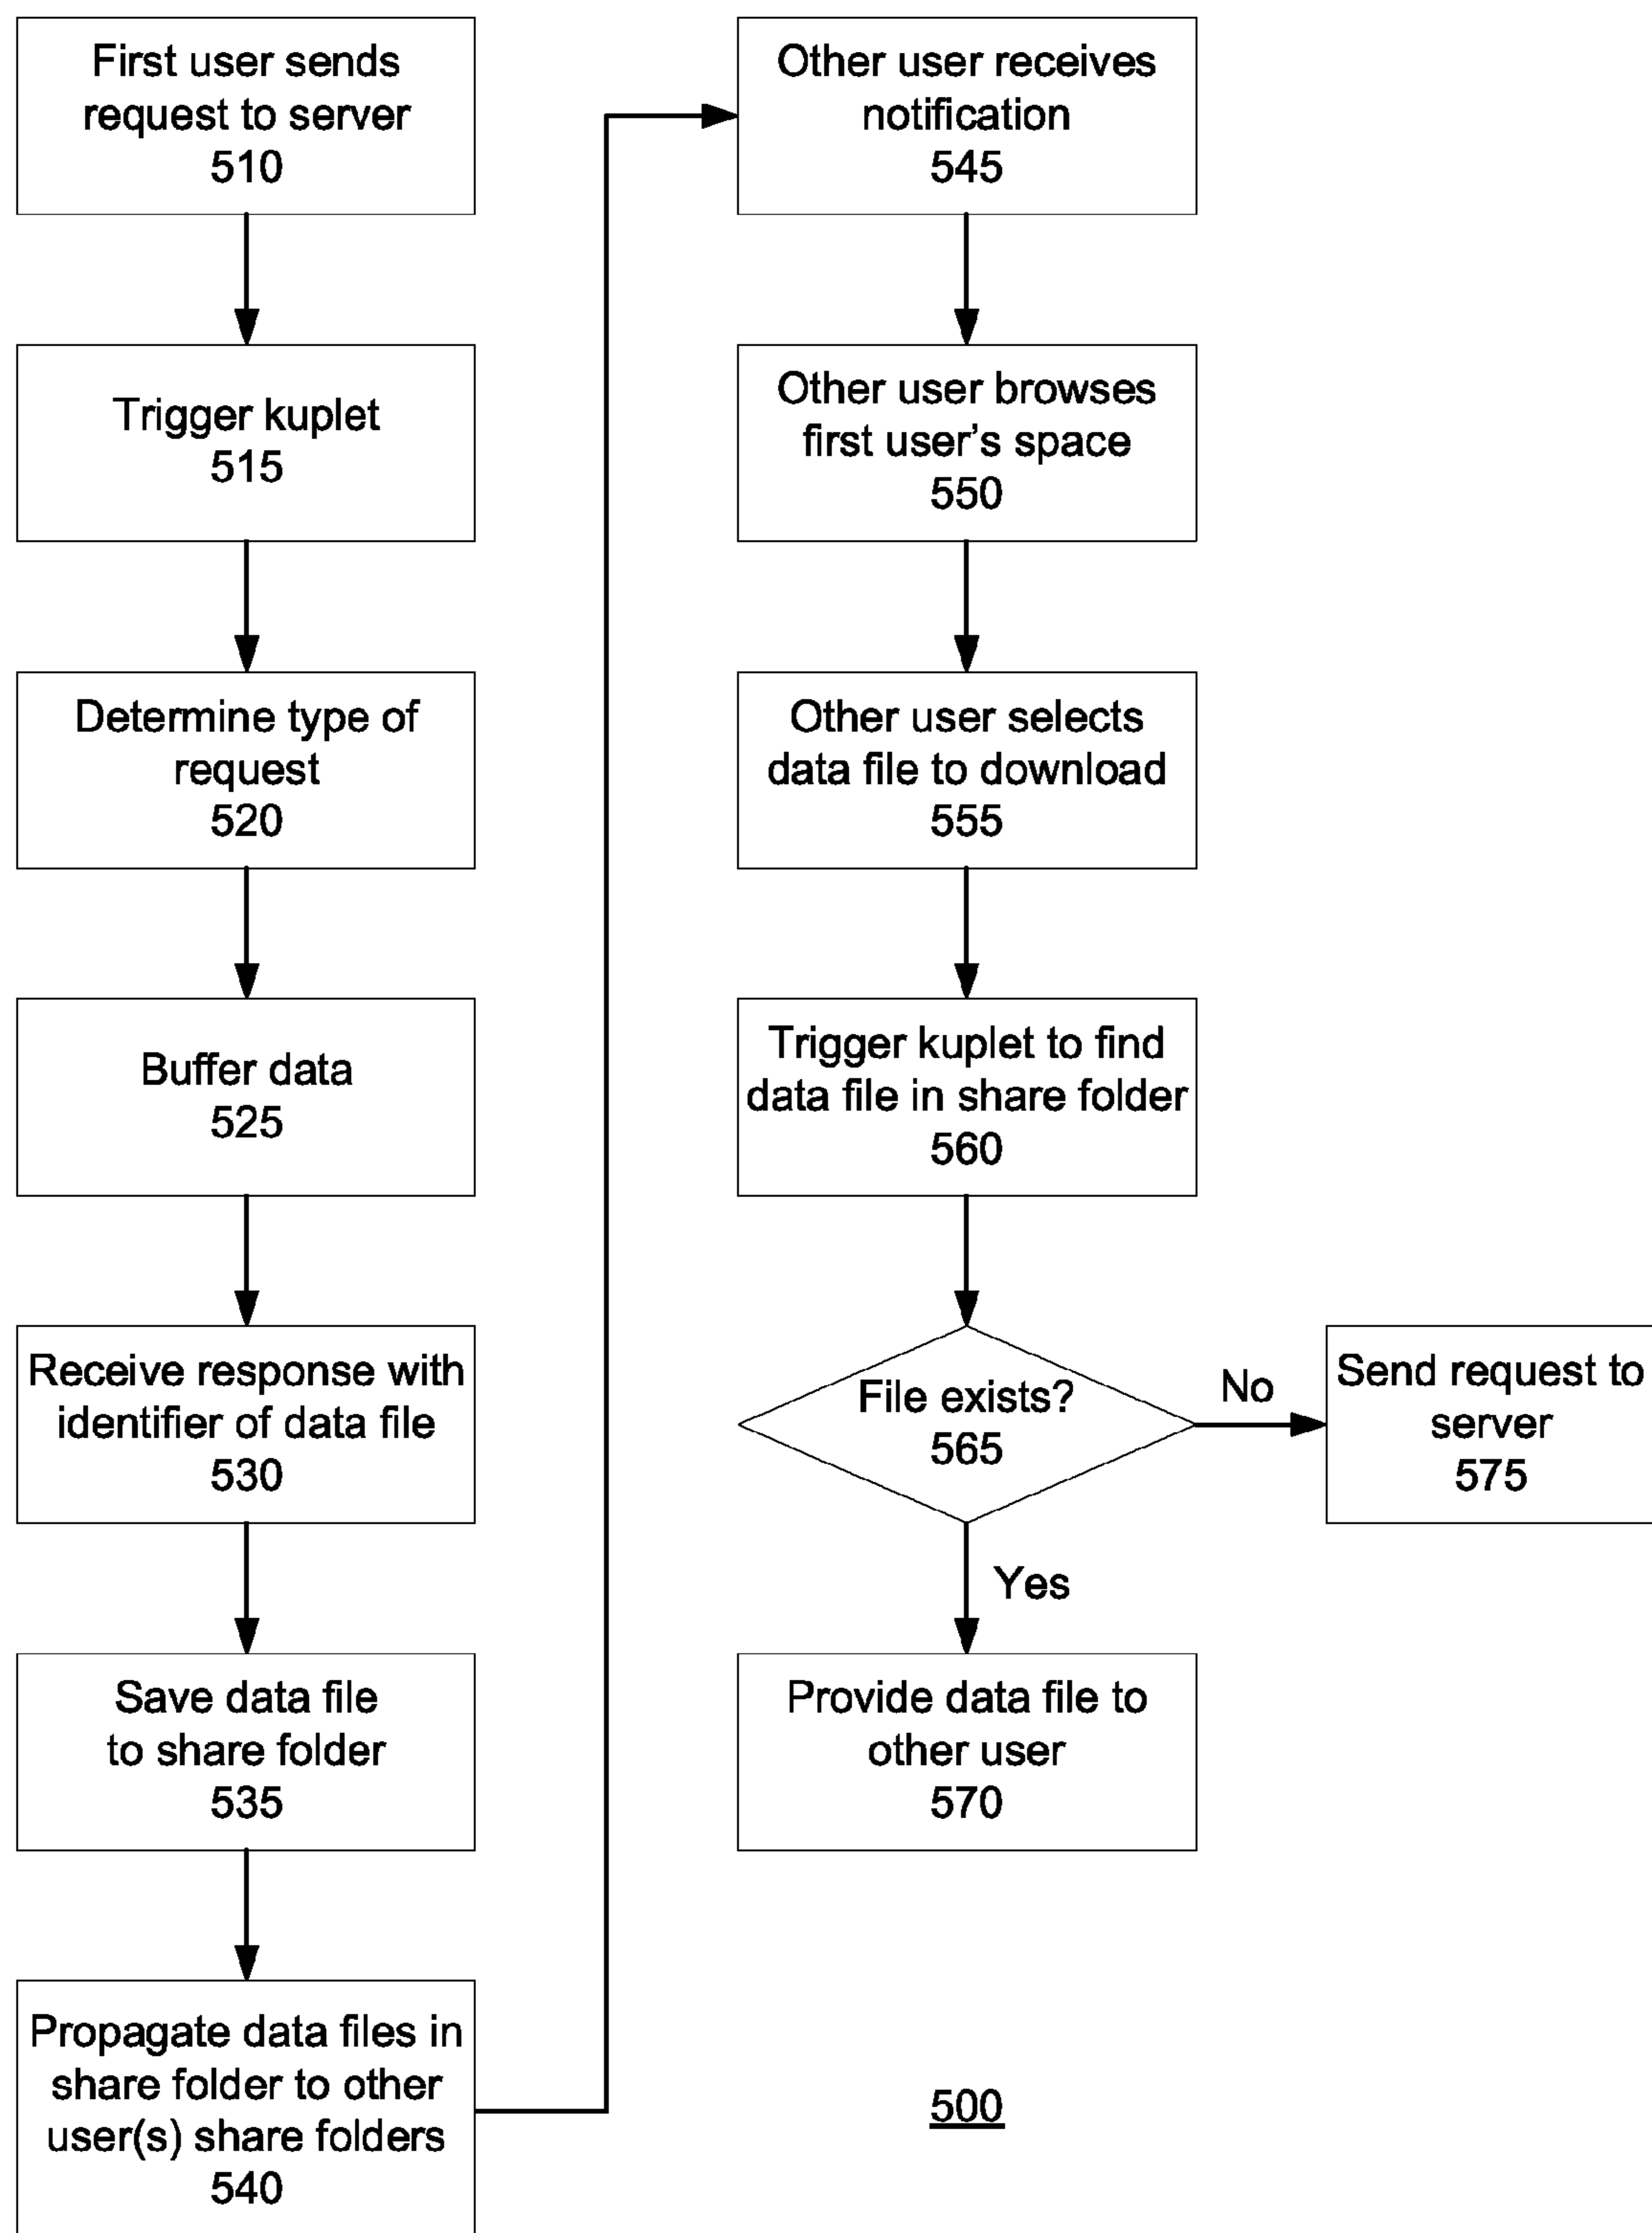 First user sends
request to server
510
Trigger kuplet
515
Determine type of
request
520
Buffer data
525
Receive response with
identifier of data file
530
Save data file
to share folder
535
Propagate data files in
share folder to other
user(s) share folders
540
Other user receives
notification
545
Other user browses
first user's space
550
Other user selects
data file to download
555
Trigger kuplet to find
data file in share folder
560
File exists?
565
No
Send request to
server
575
Yes
Provide data file to
other user
570
500